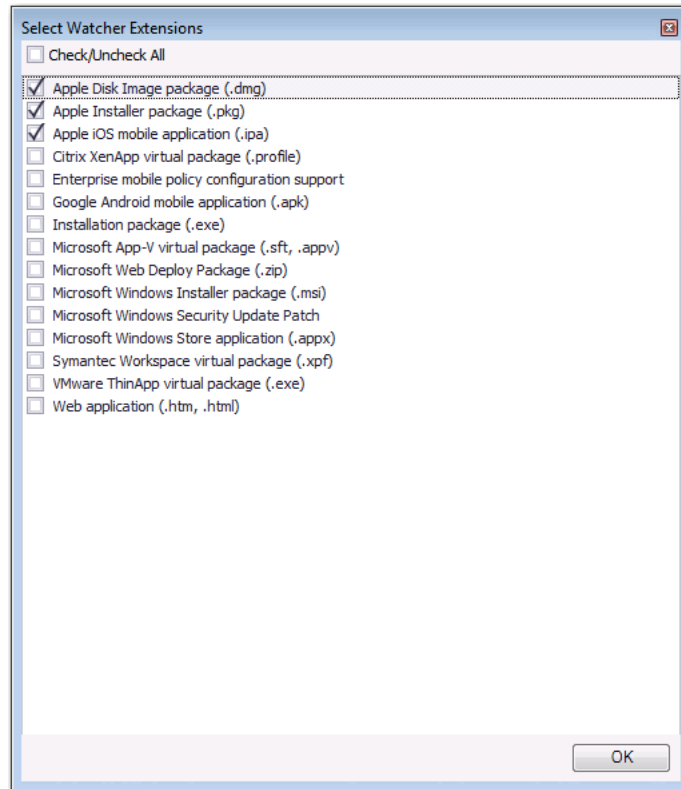 Select Watcher Extensions
Check/Uncheck All
Apple Disk Image package (.dmg)
Apple Installer package (.pkg)
Apple iOS mobile application (.ipa)
Citrix XenApp virtual package (.profile)
Enterprise mobile policy configuration support
Google Android mobile application (.apk)
Installation package (.exe)
Microsoft App-V virtual package (.sft, .appv)
Microsoft Web Deploy Package (.zip)
Microsoft Windows Installer package (.msi)
Microsoft Windows Security Update Patch
Microsoft Windows Store application (.appx)
Symantec Workspace virtual package (.xpf)
VMware ThinApp virtual package (.exe)
Web application (.htm, .html)
OK